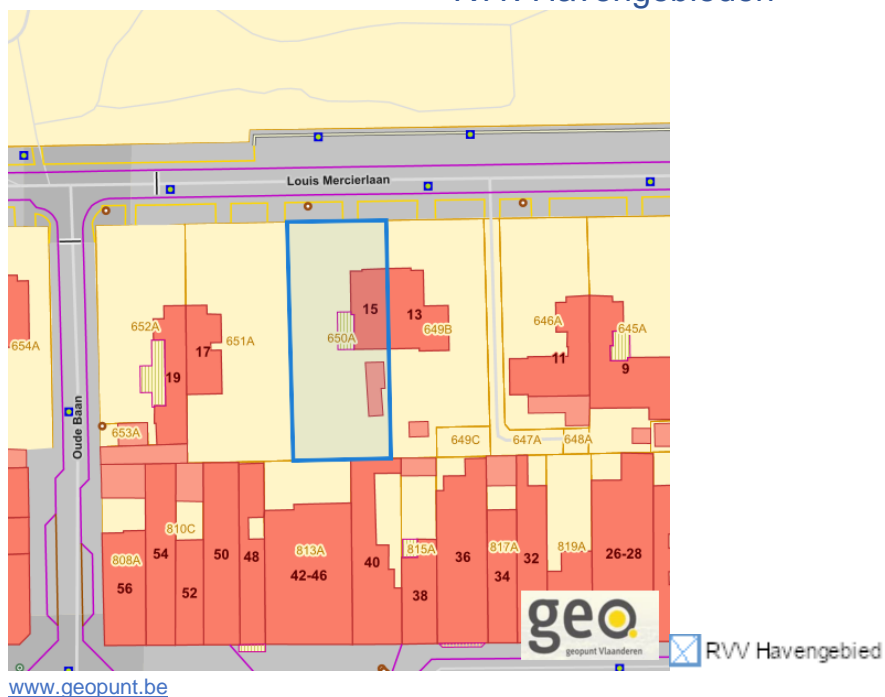 RVV Havengebieden
Louis Mercierlaan
15
13
652A
649B
17
651A
650A
646A
645A
654A
11
9
19
Oude Baan
653A
649C
647A
648A
810C
54
50
48
813A
815A
36
817A
32
819A
26-28
808A
40
42-46
56
52
34
38
geo
geopunt Vlaanderen
RVV Havengebied
www.geopunt.be